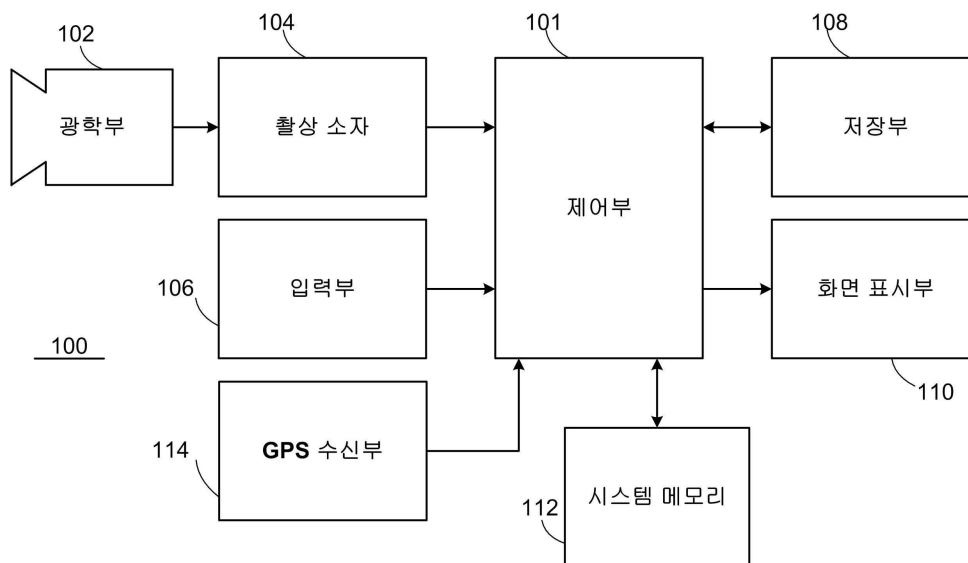 102
104
101
108
광학부
촬상 소자
제어부
저장부
106
입력부
화면 표시부
100
110
114
GPS 수신부
112
시스템 메모리